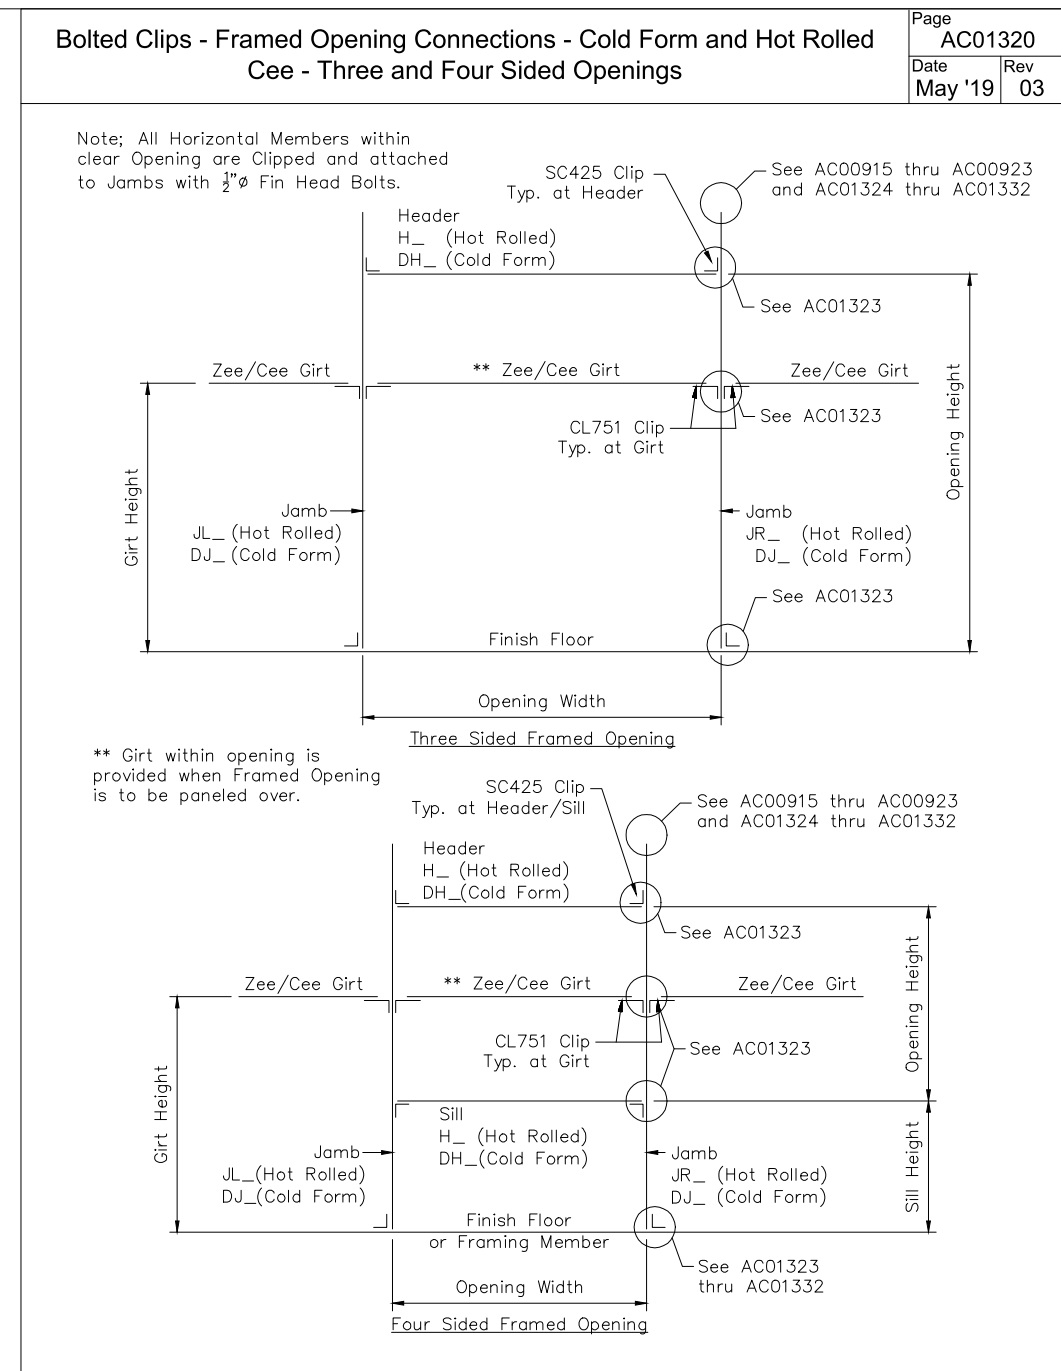 Bolted Clips - Framed Opening Connections - Cold Form and Hot Rolled
Cee - Three and Four Sided Openings
Page
AC01320
Date
May '19
Rev
03
Note; All Horizontal Members within
clear Opening are Clipped and attached
to Jambs with 1/2"ø Fin Head Bolts.
SC425 Clip
Typ. at Header
See AC00915 thru AC00923
and AC01324 thru AC01332
Header
H_ (Hot Rolled)
DH_ (Cold Form)
See AC01323
Zee/Cee Girt
** Zee/Cee Girt
Zee/Cee Girt
See AC01323
CL751 Clip
Typ. at Girt
Opening Height
Girt Height
Jamb
JL_ (Hot Rolled)
DJ_ (Cold Form)
Jamb
JR_ (Hot Rolled)
DJ_ (Cold Form)
See AC01323
Finish Floor
Opening Width
Three Sided Framed Opening
** Girt within opening is
provided when Framed Opening
is to be paneled over.
SC425 Clip
Typ. at Header/Sill
See AC00915 thru AC00923
and AC01324 thru AC01332
Header
H_ (Hot Rolled)
DH_(Cold Form)
See AC01323
Zee/Cee Girt
** Zee/Cee Girt
Zee/Cee Girt
Opening Height
CL751 Clip
Typ. at Girt
See AC01323
Girt Height
Sill
H_ (Hot Rolled)
DH_(Cold Form)
Jamb
JL_(Hot Rolled)
DJ_(Cold Form)
Jamb
JR_ (Hot Rolled)
DJ_ (Cold Form)
Sill Height
Finish Floor
or Framing Member
See AC01323
thru AC01332
Opening Width
Four Sided Framed Opening